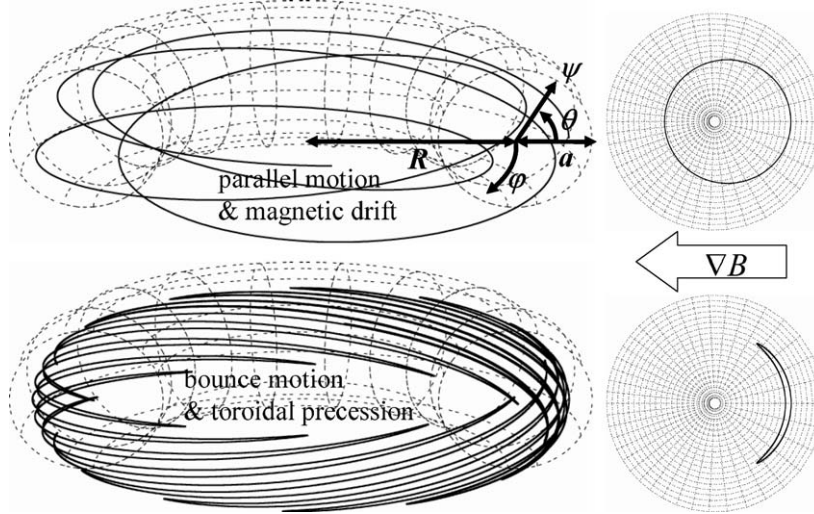 ψ
θ
R
a
φ
parallel motion
& magnetic drift
∇B
bounce motion
& toroidal precession